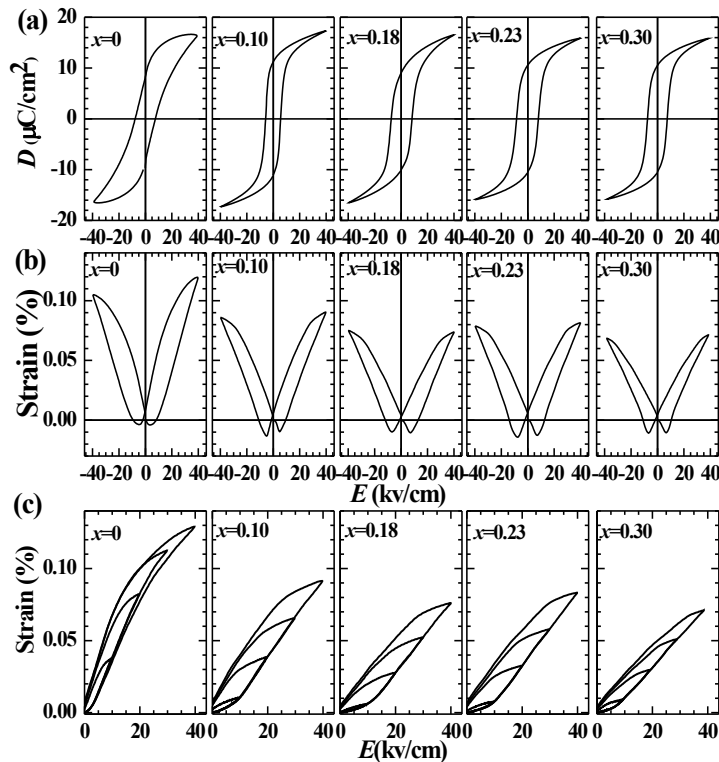 (a)
20
10
0
-10
-20
D (μC/cm²)
x=0 x=0.10 x=0.18 x=0.23 x=0.30
-40 -20 0 20 40 -40 -20 0 20 40 -40 -20 0 20 40 -40 -20 0 20 40 -40 -20 0 20 40
(b)
x=0 x=0.10 x=0.18 x=0.23 x=0.30
0.10
0.05
0.00
Strain (%)
-40 -20 0 20 40 -40 -20 0 20 40 -40 -20 0 20 40 -40 -20 0 20 40 -40 -20 0 20 40
E (kv/cm)
(c)
x=0 x=0.10 x=0.18 x=0.23 x=0.30
0.10
0.05
0.00
Strain (%)
0 20 40 0 20 40 0 20 40 0 20 40 0 20 40
E(kv/cm)